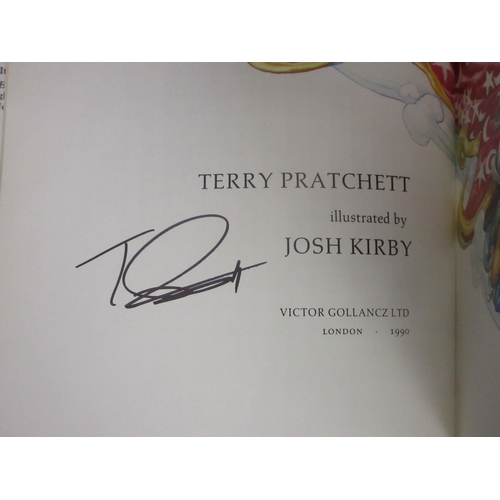 TERRY PRATCHETT
illustrated by
JOSH KIRBY
VICTOR GOLLANCZ LTD
LONDON · 1990